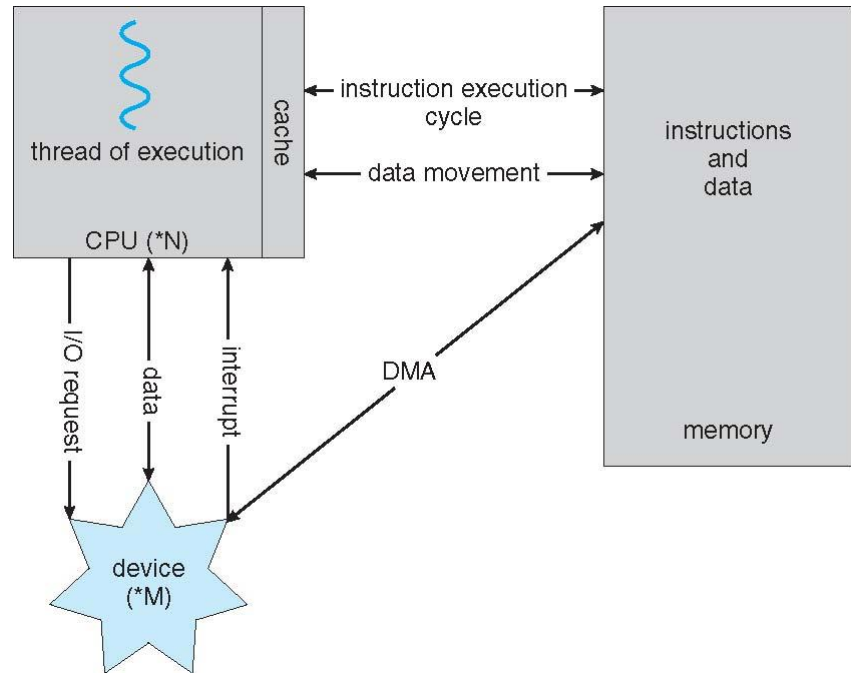 thread of execution
cache
CPU (*N)
instruction execution
cycle
data movement
instructions
and
data
memory
I/O request
data
interrupt
DMA
device
(*M)